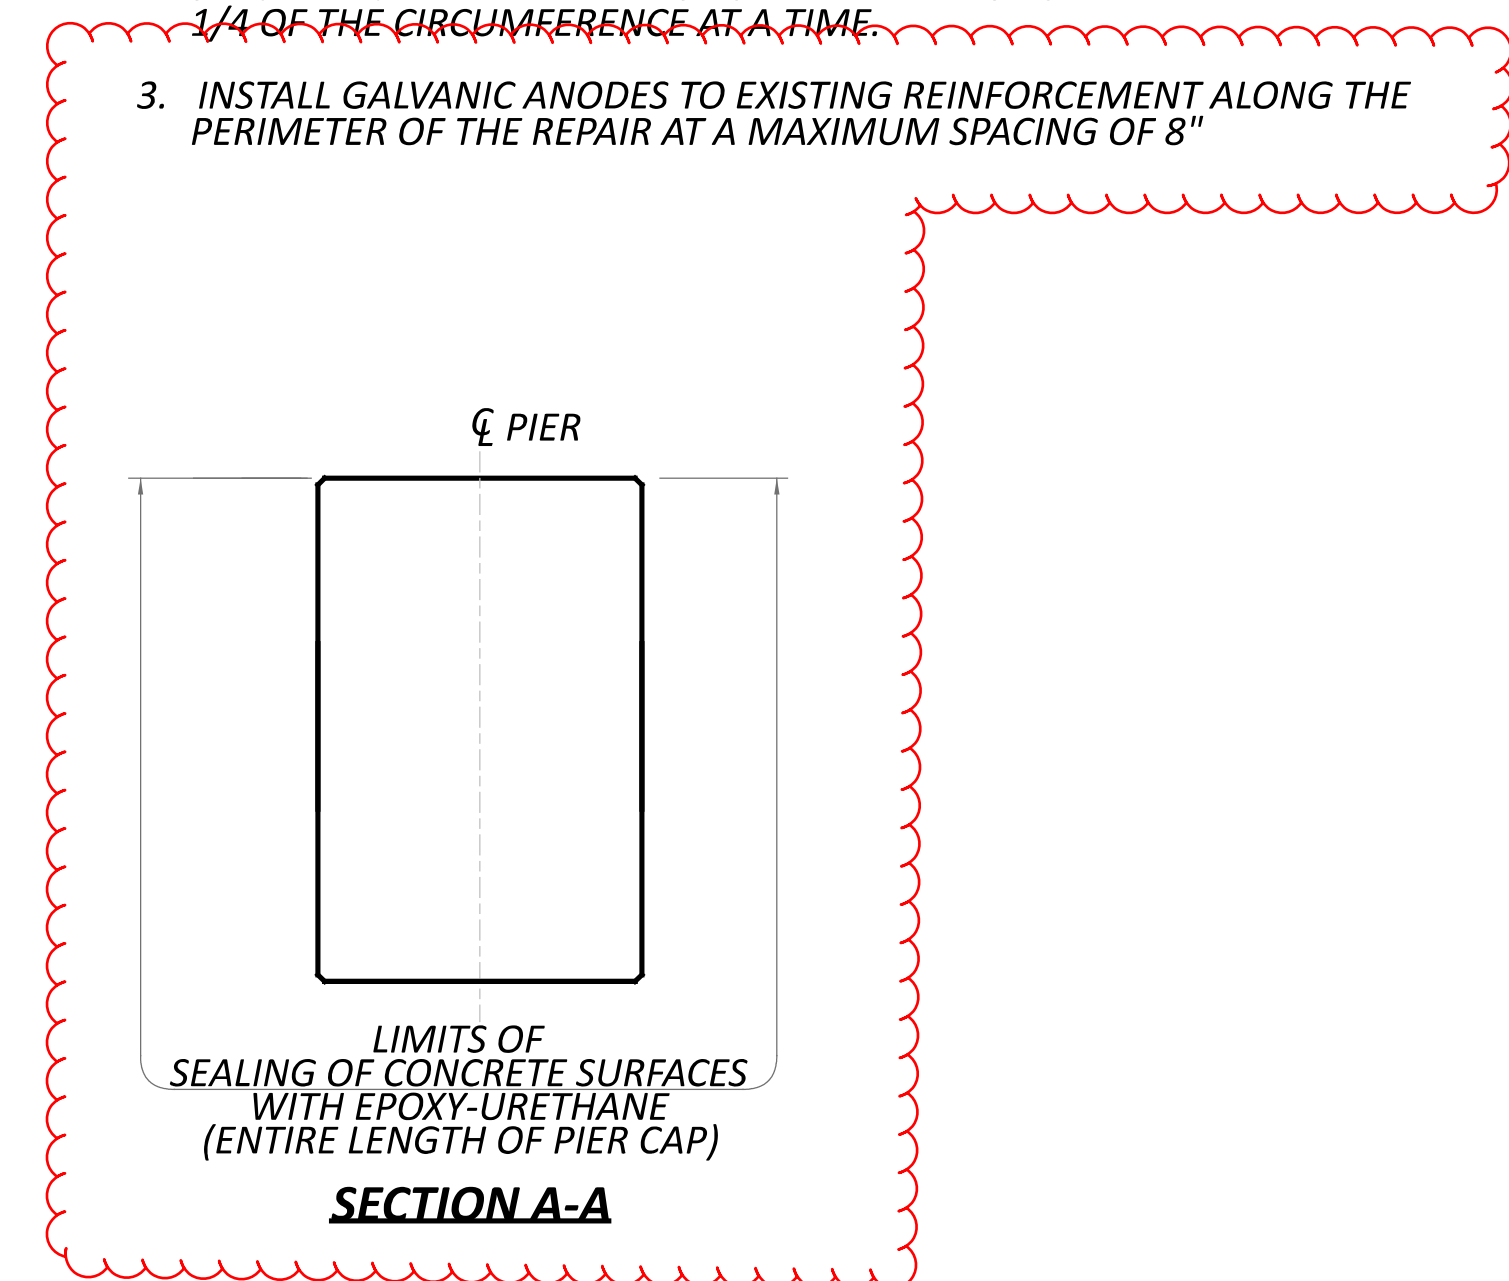 1/4 OF THE CIRCUMFERENCE AT A TIME.
3. INSTALL GALVANIC ANODES TO EXISTING REINFORCEMENT ALONG THE
PERIMETER OF THE REPAIR AT A MAXIMUM SPACING OF 8"
℄ PIER
LIMITS OF
SEALING OF CONCRETE SURFACES
WITH EPOXY-URETHANE
(ENTIRE LENGTH OF PIER CAP)
SECTION A-A